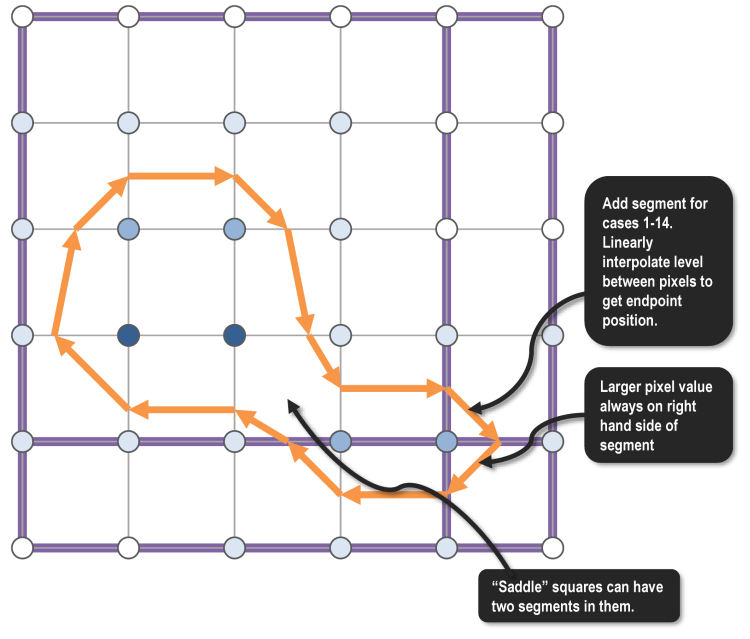 Add segment for
cases 1-14.
Linearly
interpolate level
between pixels to
get endpoint
position.
Larger pixel value
always on right
hand side of
segment
“Saddle” squares can have
two segments in them.